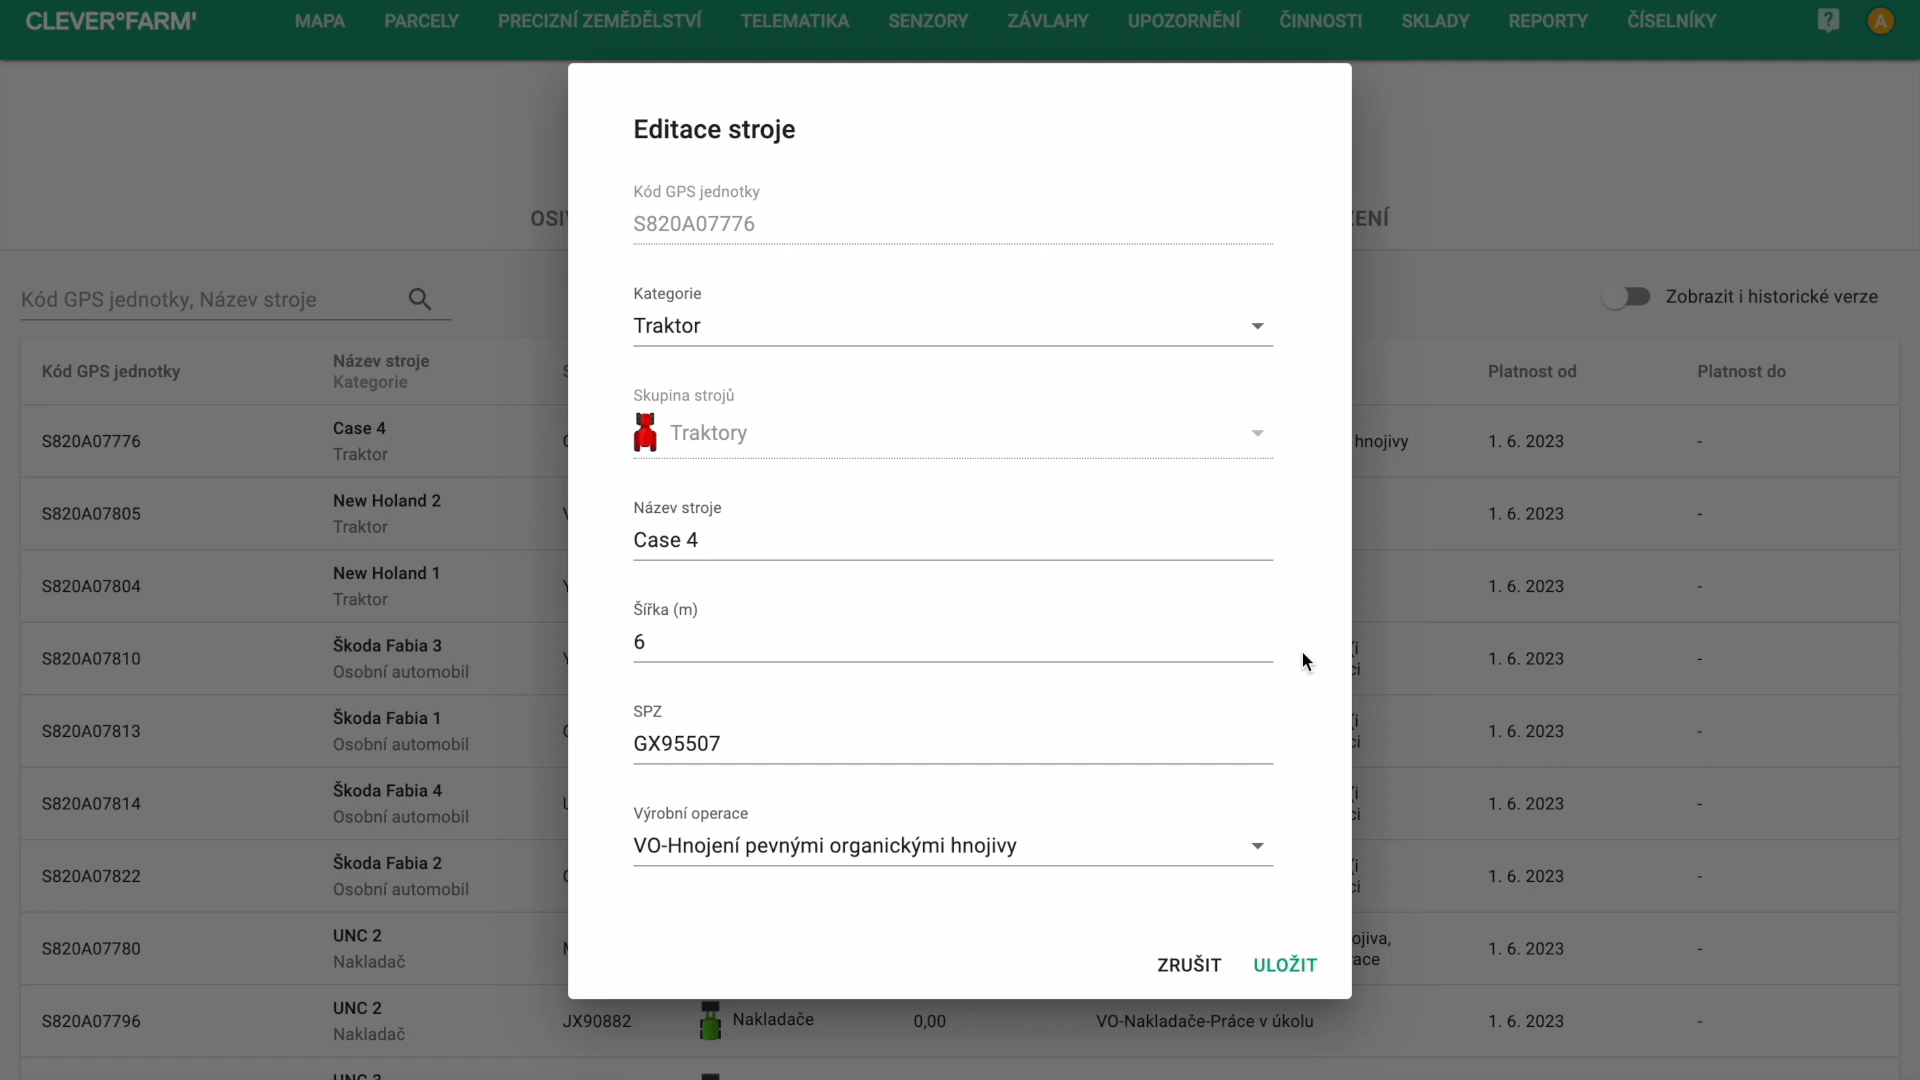 CLEVER°FARM'
MAPA PARCELY PRECIZNÍ ZEMĚDĚLSTVÍ TELEMATIKA SENZORY ZÁVLAHY UPOZORNĚNÍ ČINNOSTI SKLADY REPORTY ČÍSELNÍKY ? A
Editace stroje
Kód GPS jednotky
S820A07776
Kategorie
Traktor
Skupina strojů
Traktory
Název stroje
Case 4
Šířka (m)
6
SPZ
GX95507
Výrobní operace
VO-Hnojení pevnými organickými hnojivy
ZRUŠIT ULOŽIT
Kód GPS jednotky, Název stroje
Zobrazit i historické verze
Kód GPS jednotky Název stroje Platnost od Platnost do
Kategorie
S820A07776 Case 4 hnojivy 1. 6. 2023 -
Traktor
S820A07805 New Holand 2 1. 6. 2023 -
Traktor
S820A07804 New Holand 1 1. 6. 2023 -
Traktor
S820A07810 Škoda Fabia 3 1. 6. 2023 -
Osobní automobil
S820A07813 Škoda Fabia 1 1. 6. 2023 -
Osobní automobil
S820A07814 Škoda Fabia 4 1. 6. 2023 -
Osobní automobil
S820A07822 Škoda Fabia 2 1. 6. 2023 -
Osobní automobil
S820A07780 UNC 2 1. 6. 2023 -
Nakladač
S820A07796 UNC 2 JX90882 Nakladače 0,00 VO-Nakladače-Práce v úkolu 1. 6. 2023 -
Nakladač